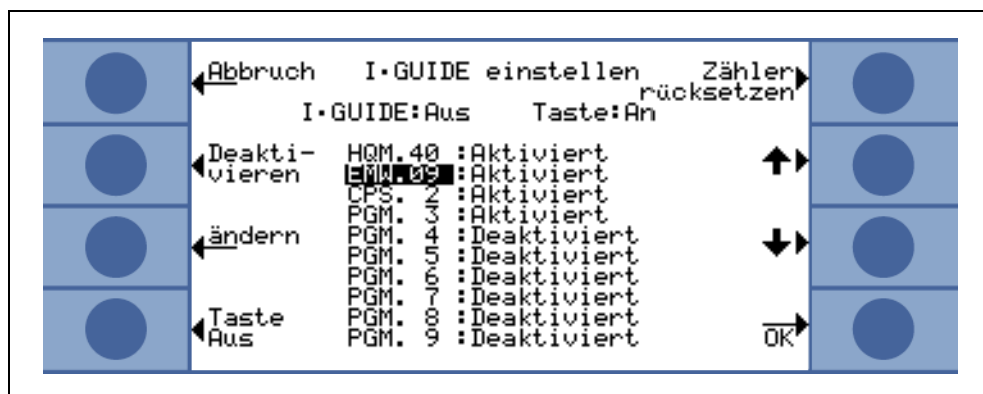 Abbruch I·GUIDE einstellen Zähler
rücksetzen
I·GUIDE:Aus Taste:An
Deakti-
vieren
ändern
Taste
Aus
HQM.40 :Aktiviert
EMW.09 :Aktiviert
CPS. 2 :Aktiviert
PGM. 3 :Aktiviert
PGM. 4 :Deaktiviert
PGM. 5 :Deaktiviert
PGM. 6 :Deaktiviert
PGM. 7 :Deaktiviert
PGM. 8 :Deaktiviert
PGM. 9 :Deaktiviert
OK